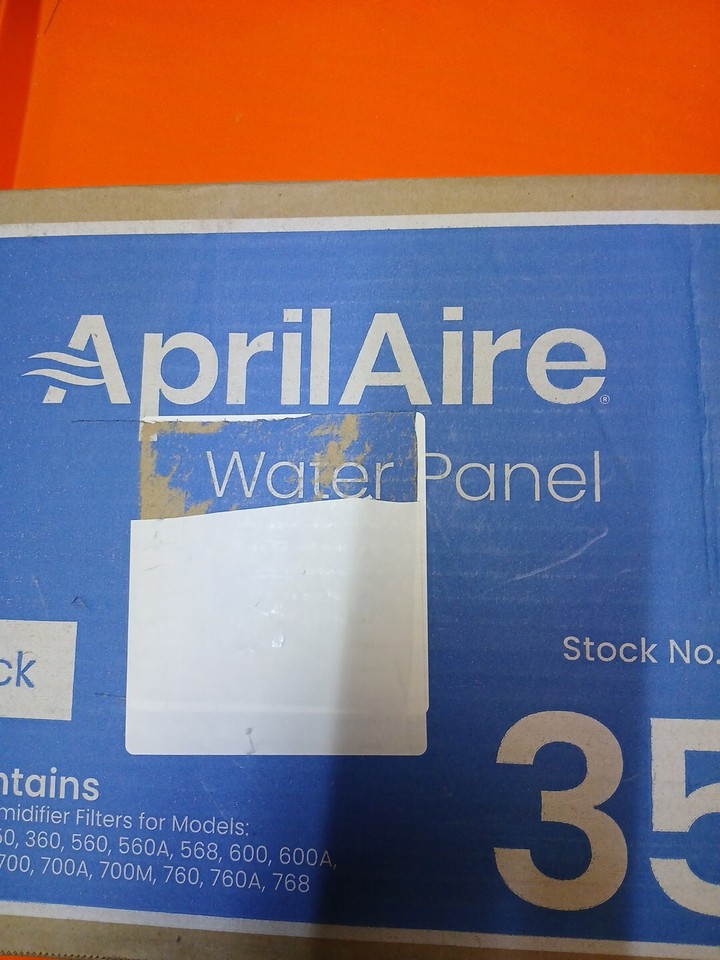 AprilAire®
Water Panel
Stock No.
ck
35
ntains
midifier Filters for Models:
50, 360, 560, 560A, 568, 600, 600A,
700, 700A, 700M, 760, 760A, 768